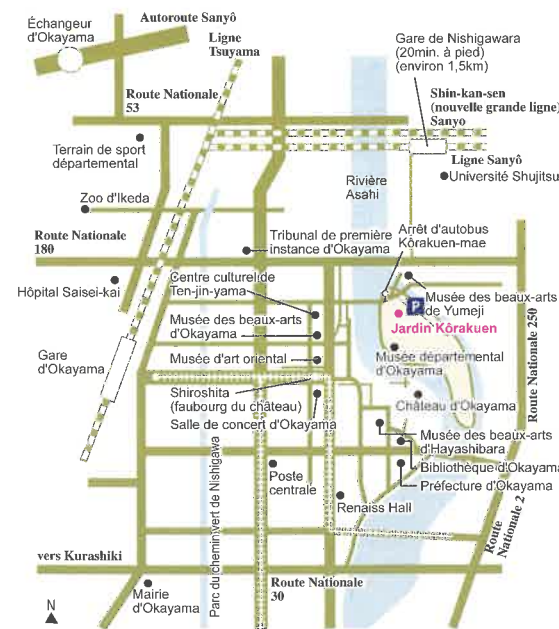 Échangeur
d'Okayama
Autoroute Sanyô
Ligne
Tsuyama
Gare de Nishigawara
(20min. à pied)
(environ 1,5km)
Route Nationale
53
Shin-kan-sen
(nouvelle grande ligne)
Sanyo
Terrain de sport
départemental
Ligne Sanyô
Université Shujitsu
Rivière
Asahi
Zoo d'Ikeda
Route Nationale
180
Tribunal de première
instance d'Okayama
Arrêt d'autobus
Kôrakuen-mae
Hôpital Saisei-kai
Centre culturel de
Ten-jin-yama
P
Musée des beaux-arts
de Yumeji
Musée des beaux-arts
d'Okayama
Jardin Kôrakuen
Route Nationale 250
Gare
d'Okayama
Musée d'art oriental
Musée départemental
d'Okayama
Shiroshita
(faubourg du château)
Château d'Okayama
Salle de concert d'Okayama
Musée des beaux-arts
d'Hayashibara
Bibliothèque d'Okayama
Poste
centrale
Préfecture d'Okayama
Renaiss Hall
Route
Nationale 2
Parc du cheminvert de Nishigawa
vers Kurashiki
Mairie
d'Okayama
Route Nationale
30
N